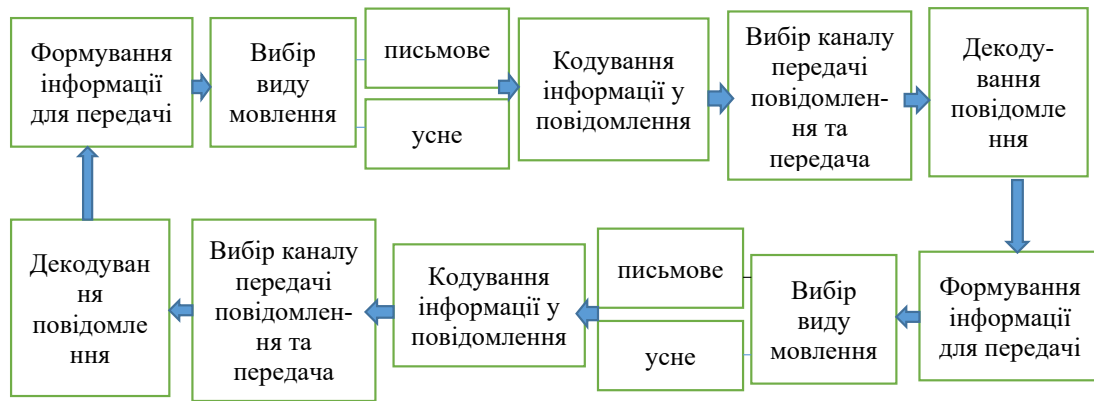 Формування
інформації
для передачі
Вибір
виду
мовлення
письмове
усне
Кодування
інформації у
повідомлення
Вибір каналу
передачі
повідомлен-
ня та
передача
Декоду-
вання
повідомле
ння
Формування
інформації
для передачі
Вибір
виду
мовлення
письмове
усне
Кодування
інформації у
повідомлення
Вибір каналу
передачі
повідомлен-
ня та
передача
Декодуван
ня
повідомле
ння